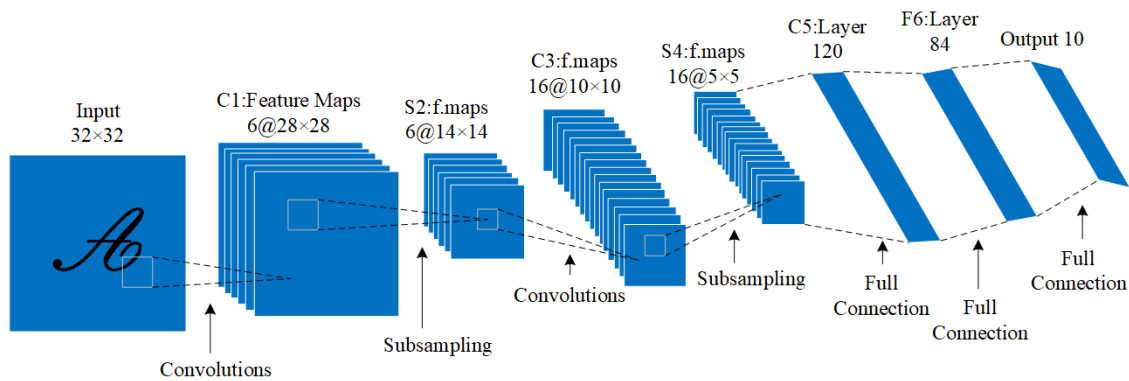 Input
32×32
A
C1:Feature Maps
6@28×28
S2:f.maps
6@14×14
C3:f.maps
16@10×10
S4:f.maps
16@5×5
C5:Layer
120
F6:Layer
84
Output 10
Convolutions
Subsampling
Convolutions
Subsampling
Full
Connection
Full
Connection
Full
Connection